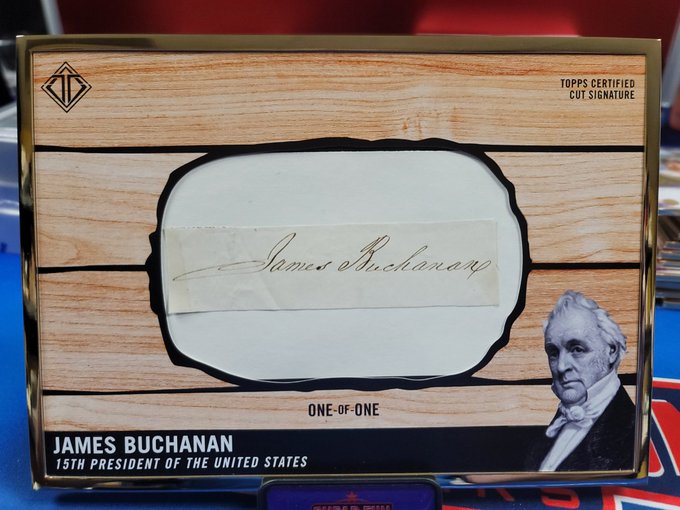 TOPPS CERTIFIED
CUT SIGNATURE
James Buchanan
ONE-OF-ONE
JAMES BUCHANAN
15TH PRESIDENT OF THE UNITED STATES